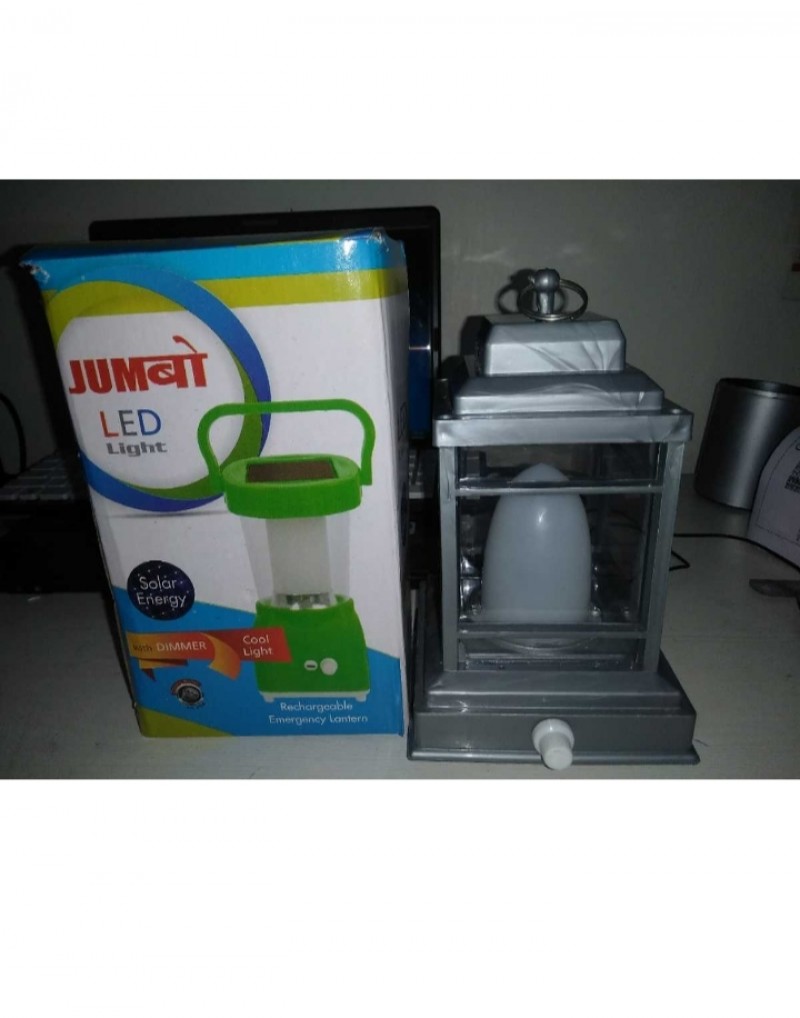 JUMबो
LED
Light
Solar
Energy
with DIMMER
Cool
Light
Rechargeable
Emergency Lantern